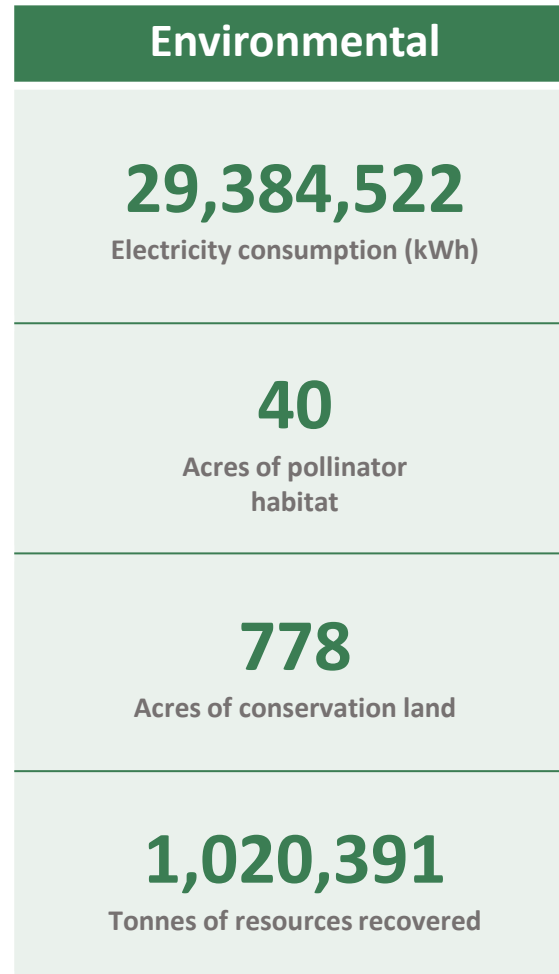 Environmental
29,384,522
Electricity consumption (kWh)
40
Acres of pollinator
habitat
778
Acres of conservation land
1,020,391
Tonnes of resources recovered